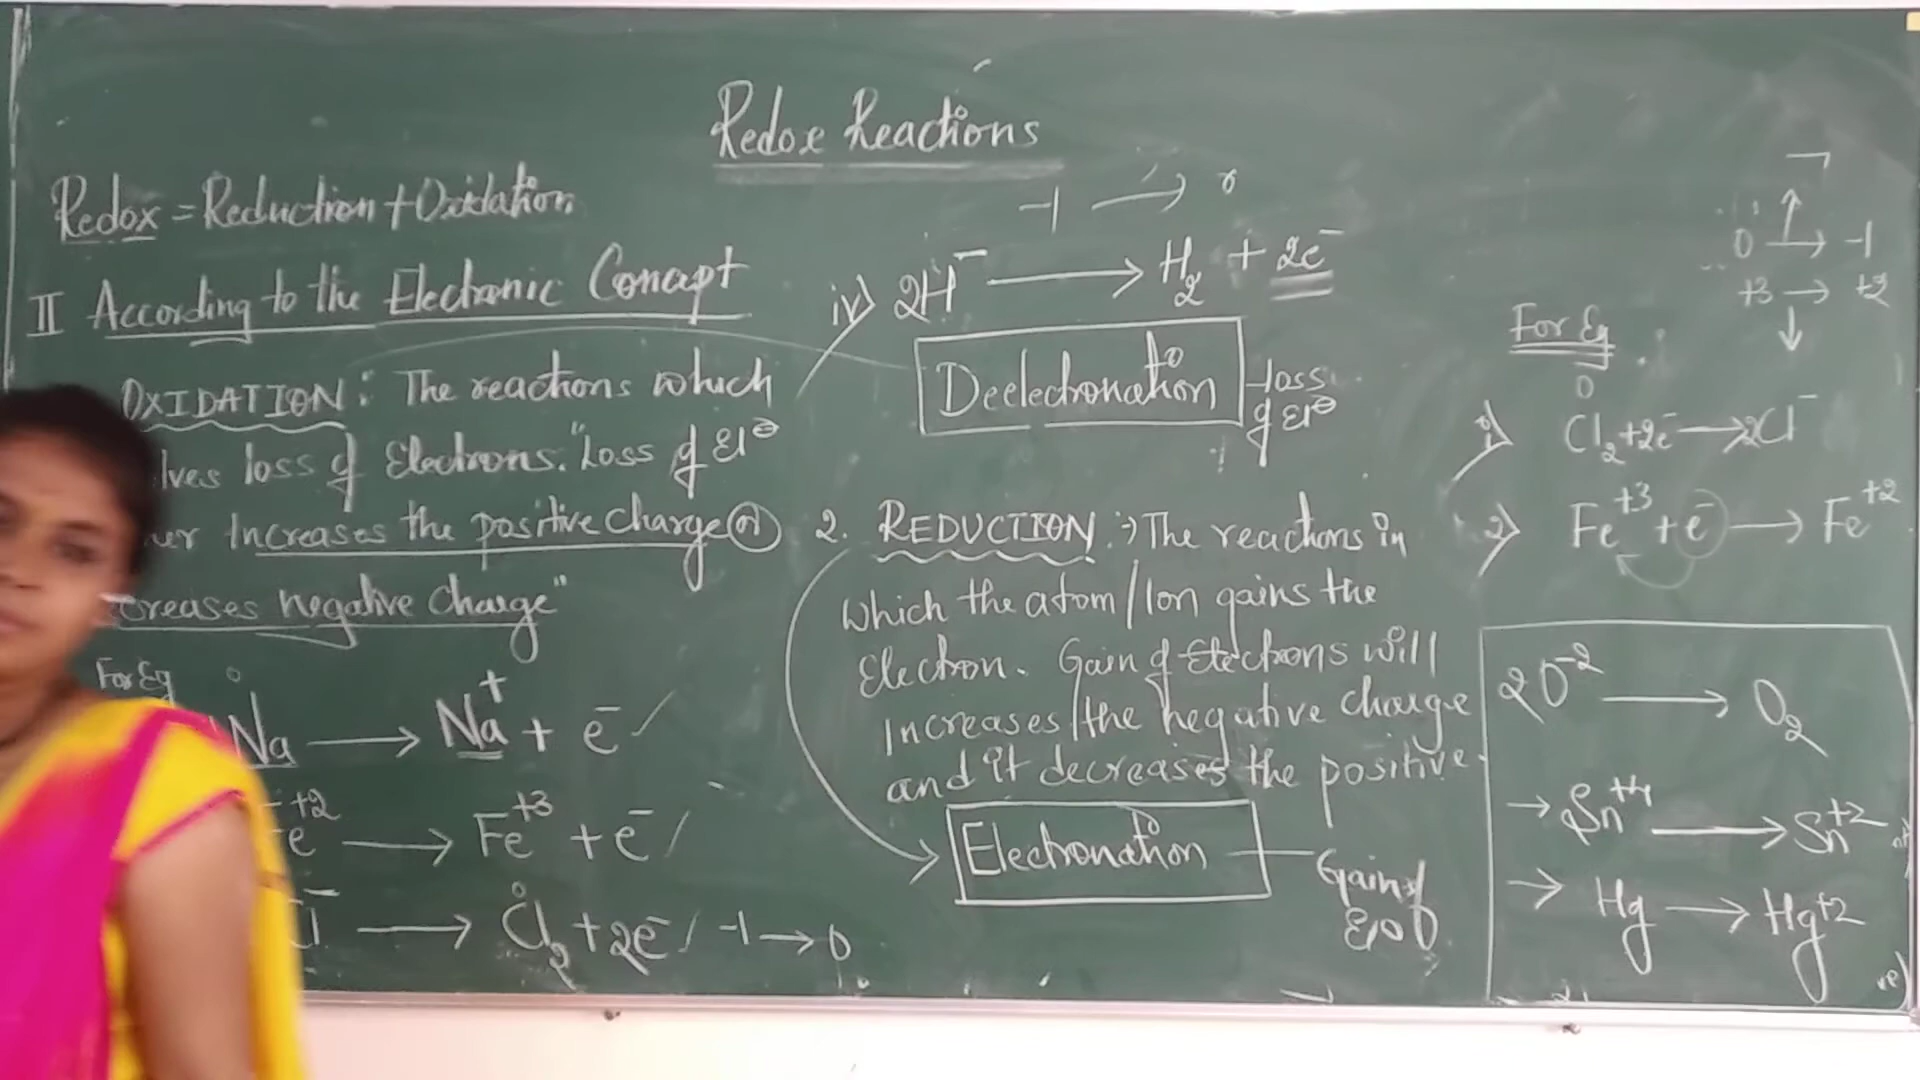 Redox Reactions
Redox = Reduction + Oxidation
II According to the Electronic Concept
OXIDATION : The reactions which
lves loss of Electrons. "Loss of El⊖
Increases the positive charge
creases negative charge"
For Eg
Na ⟶ Na⁺ + e⁻
e⁺² ⟶ Fe⁺³ + e⁻
⟶ Cl₂ + 2e⁻ -1 → 0
-1 → 0
iv) 2H⁻ ⟶ H₂ + 2e⁻
Deelectronation - loss of El⊖
2. REDUCTION :→ The reactions in
which the atom / Ion gains the
Electron. Gain of Electrons will
Increases the negative charge
and it decreases the positive
Electronation — Gain of
0 → -1
+3 → +2
For Eg
Cl₂ + 2e⁻ → 2Cl⁻
2) Fe⁺³ + e⁻ → Fe⁺²
2O⁻² ⟶ O₂
→ Sn⁺⁴ ⟶ Sn⁺²
→ Hg ⟶ Hg⁺²